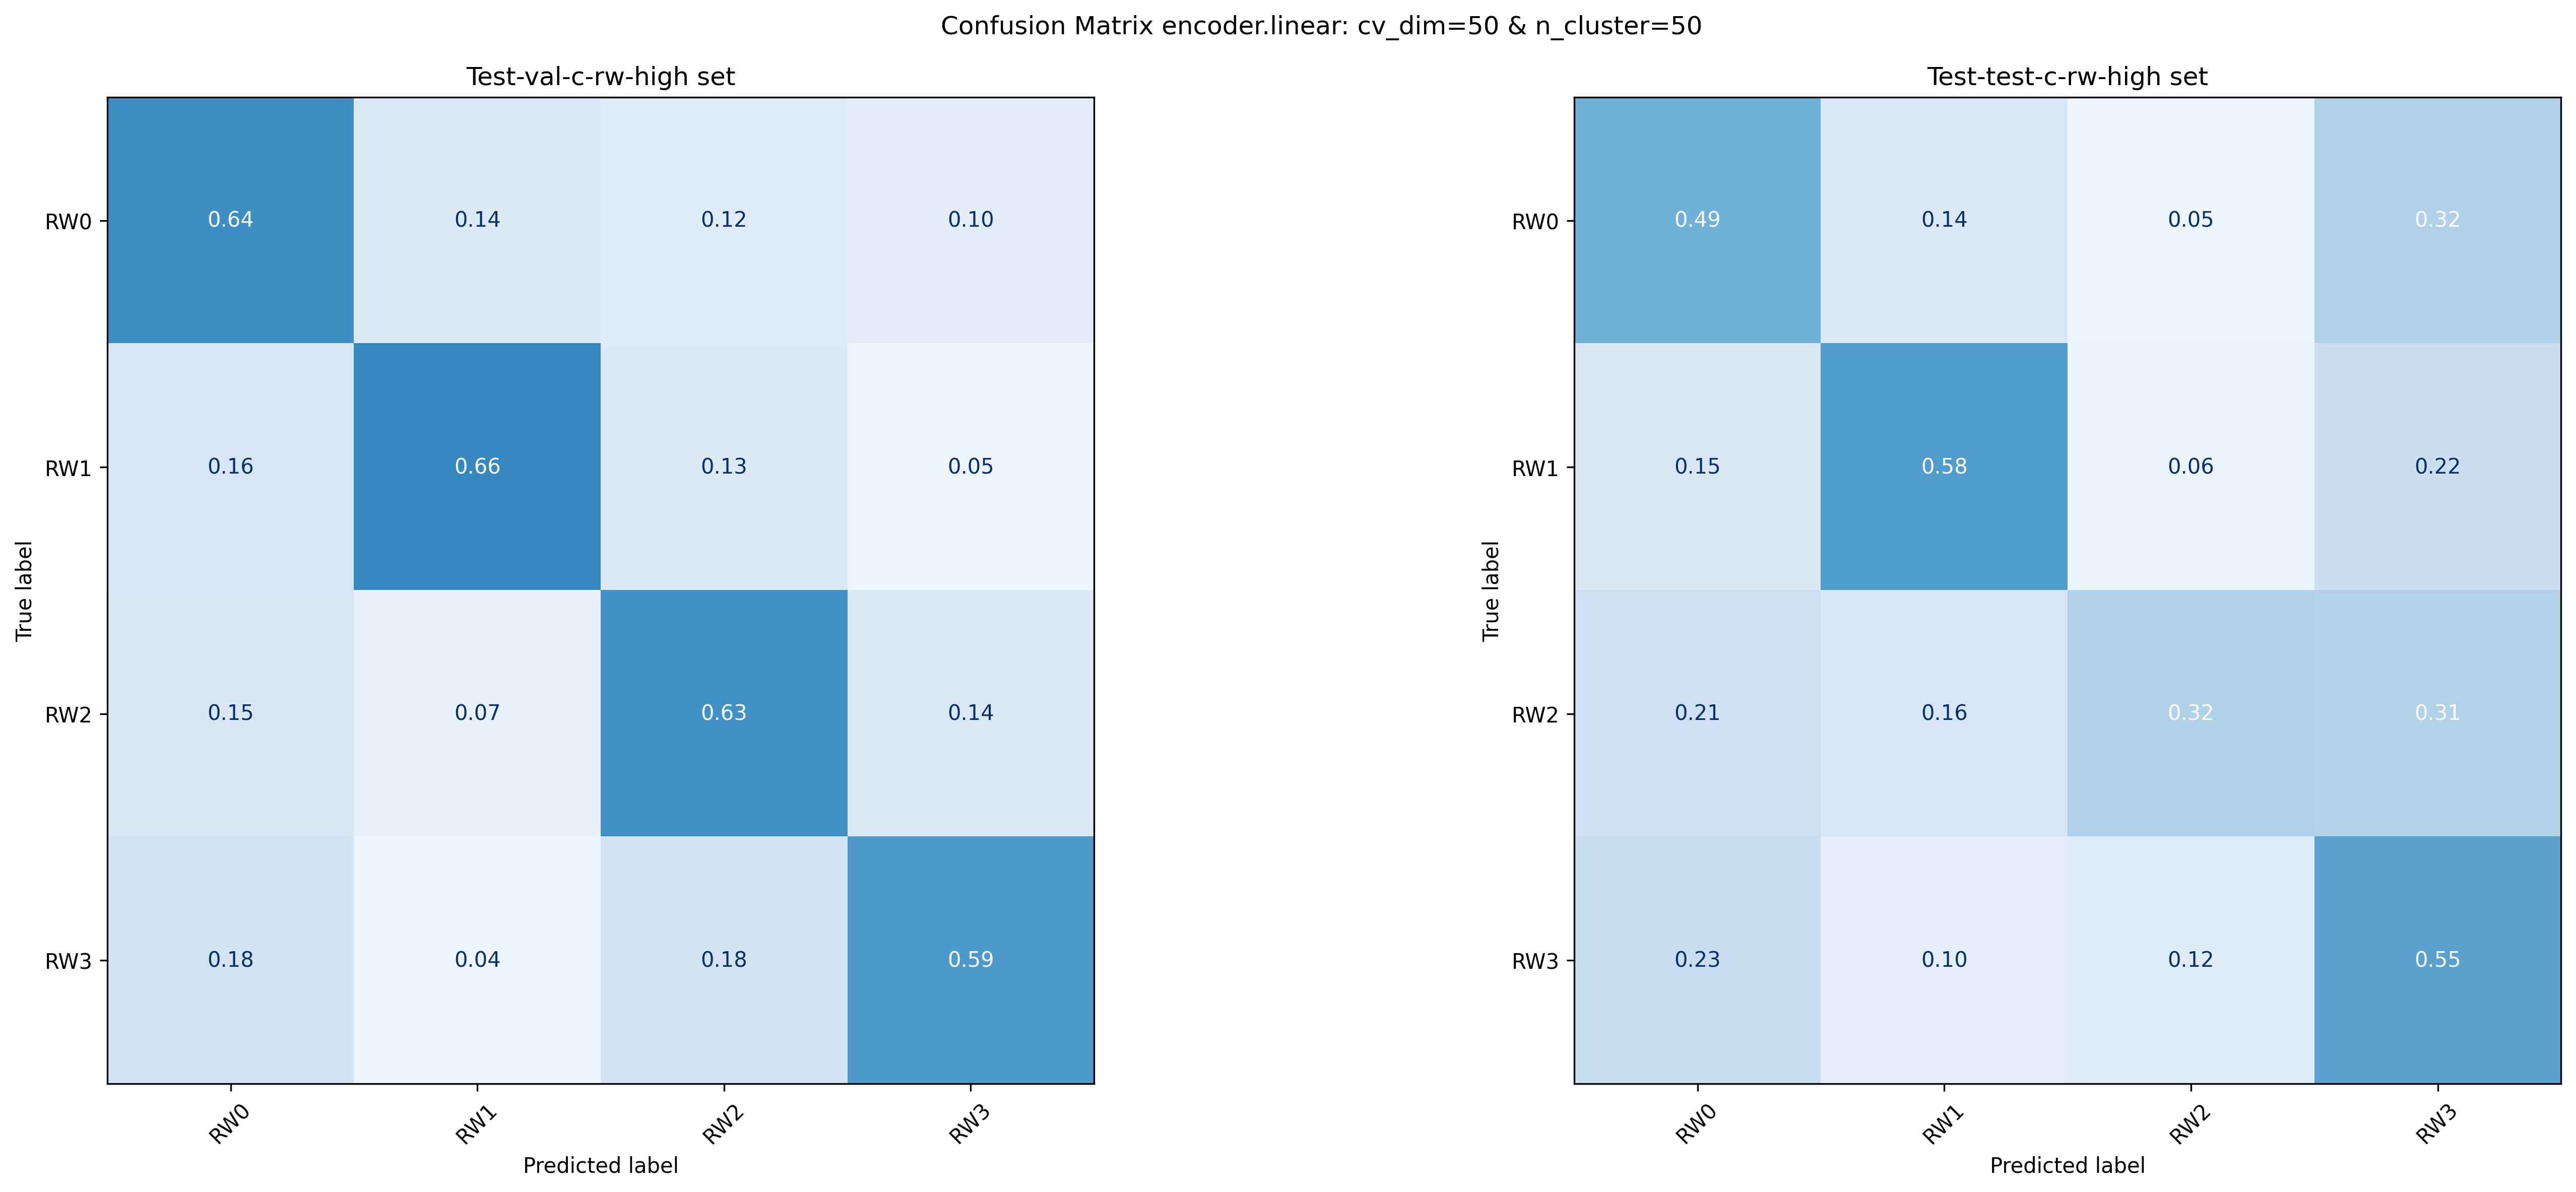 Confusion Matrix encoder.linear: cv_dim=50 & n_cluster=50
Test-val-c-rw-high set
True label
RW0 0.64 0.14 0.12 0.10
RW1 0.16 0.66 0.13 0.05
RW2 0.15 0.07 0.63 0.14
RW3 0.18 0.04 0.18 0.59
RW0 RW1 RW2 RW3
Predicted label
Test-test-c-rw-high set
True label
RW0 0.49 0.14 0.05 0.32
RW1 0.15 0.58 0.06 0.22
RW2 0.21 0.16 0.32 0.31
RW3 0.23 0.10 0.12 0.55
RW0 RW1 RW2 RW3
Predicted label